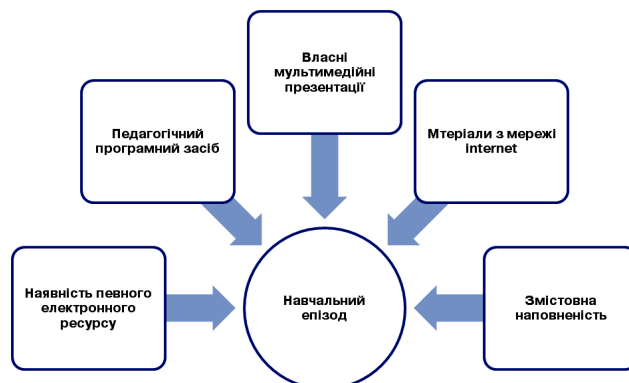 Власні
мультимедійні
презентації
Педагогічний
програмний засіб
Мтеріали з мережі
internet
Наявність певного
електронного
ресурсу
Навчальний
епізод
Змістовна
наповненість